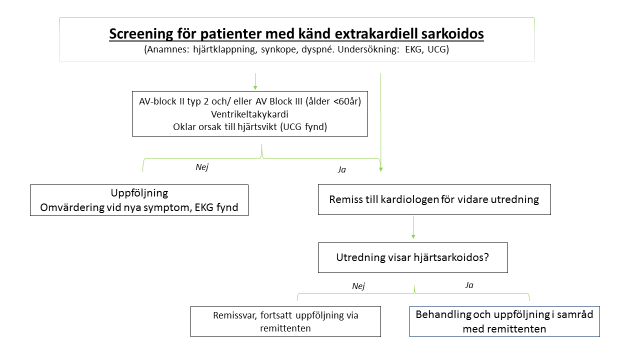 Screening för patienter med känd extrakardiell sarkoidos
(Anamnes: hjärtklappning, synkope, dyspné. Undersökning: EKG, UCG)
AV-block II typ 2 och/ eller AV Block III (ålder <60år)
Ventrikeltakykardi
Oklar orsak till hjärtsvikt (UCG fynd)
Nej
Ja
Uppföljning
Omvärdering vid nya symptom, EKG fynd
Remiss till kardiologen för vidare utredning
Utredning visar hjärtsarkoidos?
Nej
Ja
Remissvar, fortsatt uppföljning via
remittenten
Behandling och uppföljning i samråd
med remittenten